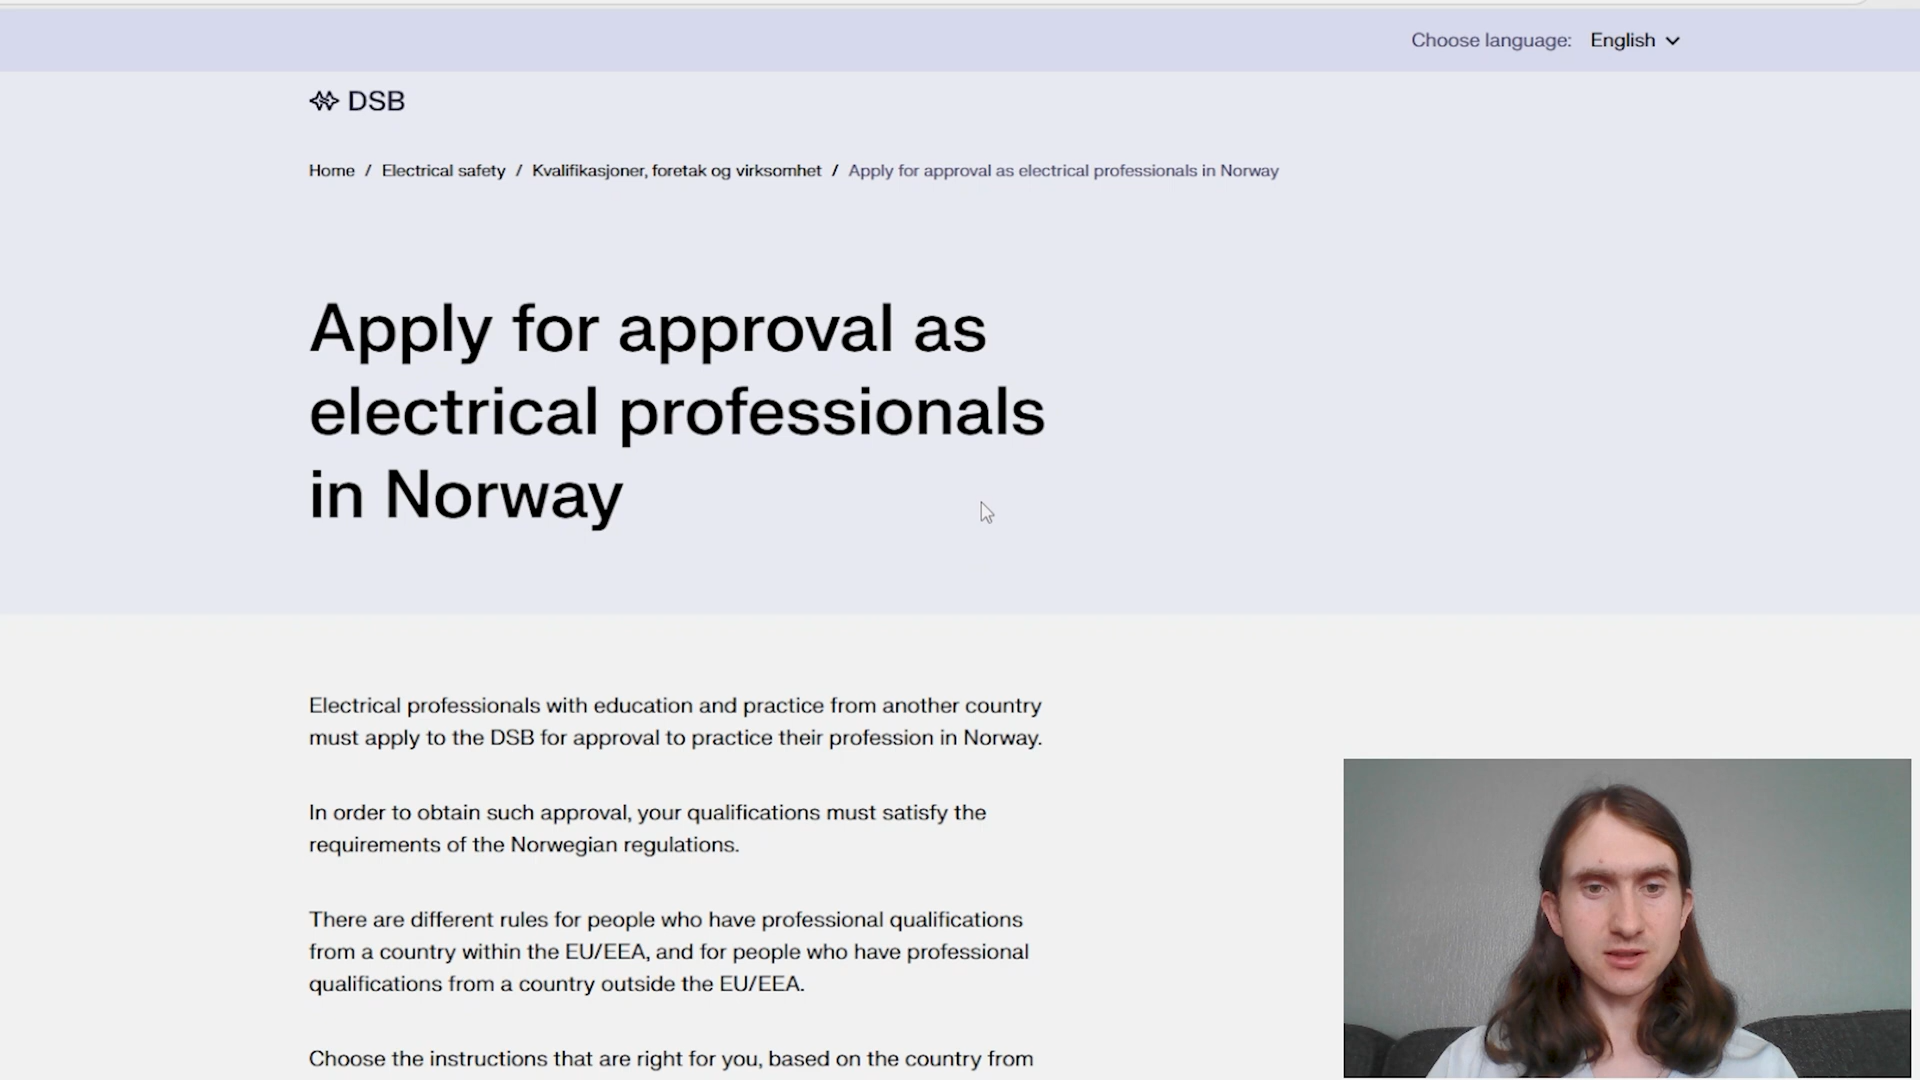 Choose language: English
DSB
Home / Electrical safety / Kvalifikasjoner, foretak og virksomhet / Apply for approval as electrical professionals in Norway
Apply for approval as
electrical professionals
in Norway
Electrical professionals with education and practice from another country
must apply to the DSB for approval to practice their profession in Norway.
In order to obtain such approval, your qualifications must satisfy the
requirements of the Norwegian regulations.
There are different rules for people who have professional qualifications
from a country within the EU/EEA, and for people who have professional
qualifications from a country outside the EU/EEA.
Choose the instructions that are right for you, based on the country from